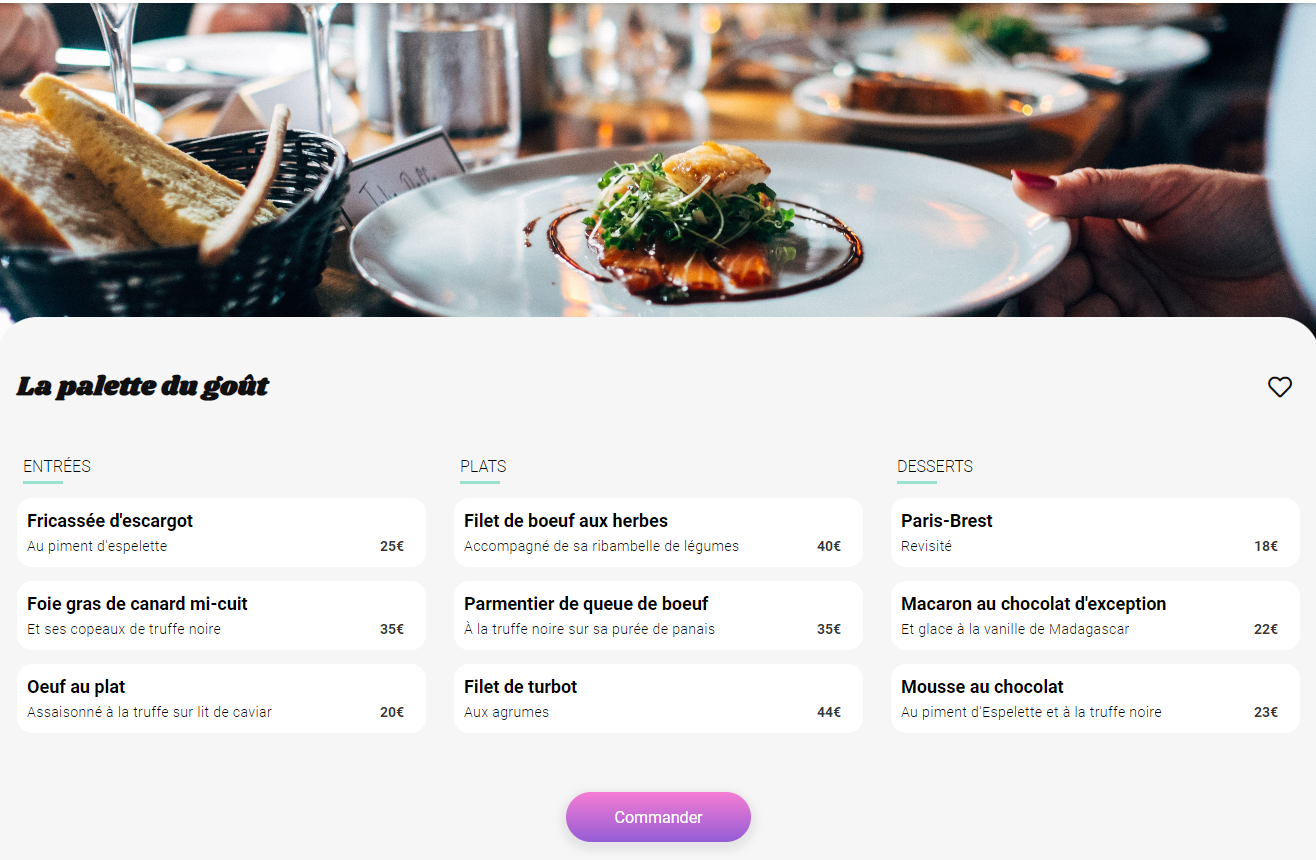 La palette du goût
ENTRÉES
Fricassée d'escargot
Au piment d'espelette 25€
Foie gras de canard mi-cuit
Et ses copeaux de truffe noire 35€
Oeuf au plat
Assaisonné à la truffe sur lit de caviar 20€
PLATS
Filet de boeuf aux herbes
Accompagné de sa ribambelle de légumes 40€
Parmentier de queue de boeuf
À la truffe noire sur sa purée de panais 35€
Filet de turbot
Aux agrumes 44€
DESSERTS
Paris-Brest
Revisité 18€
Macaron au chocolat d'exception
Et glace à la vanille de Madagascar 22€
Mousse au chocolat
Au piment d'Espelette et à la truffe noire 23€
Commander